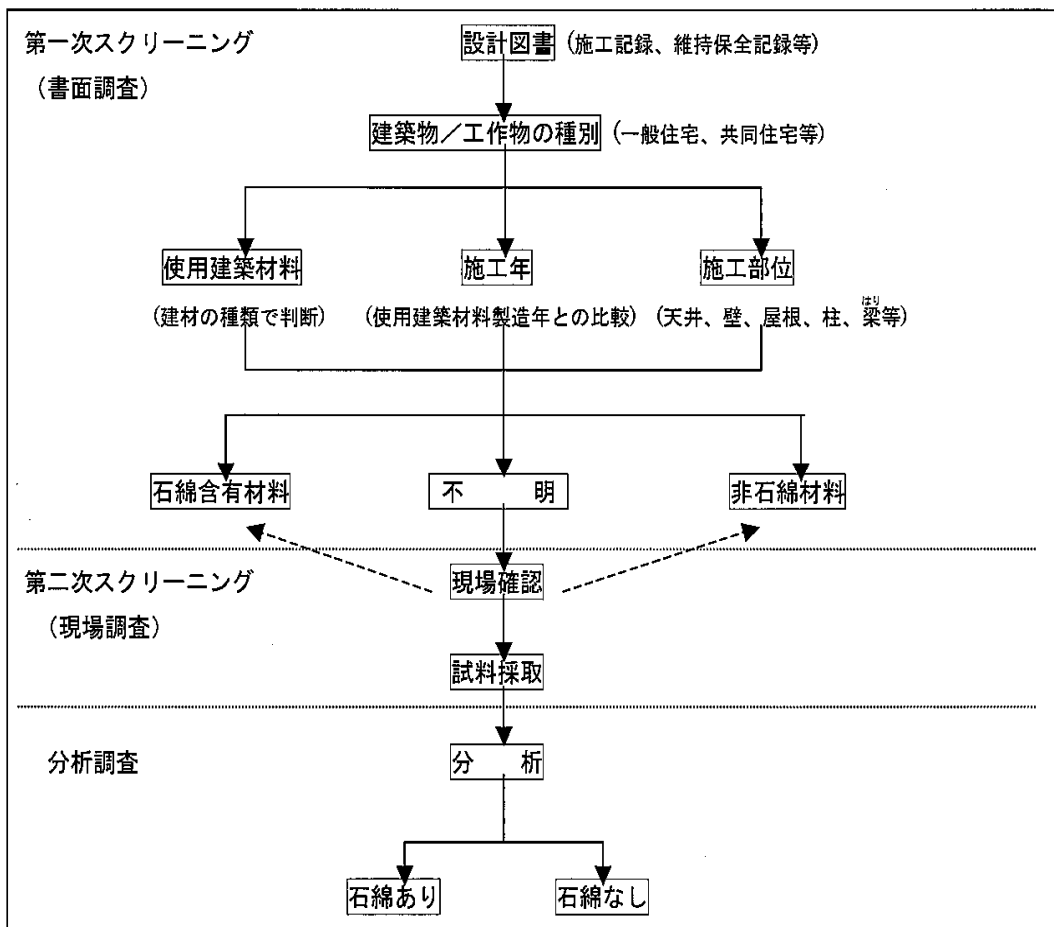 第一次スクリーニング
設計図書 (施工記録、維持保全記録等)
(書面調査)
建築物／工作物の種別 (一般住宅、共同住宅等)
使用建築材料
施工年
施工部位
(建材の種類で判断)
(使用建築材料製造年との比較)
はり
(天井、壁、屋根、柱、梁等)
石綿含有材料
不 明
非石綿材料
第二次スクリーニング
現場確認
(現場調査)
試料採取
分析調査
分 析
石綿あり
石綿なし